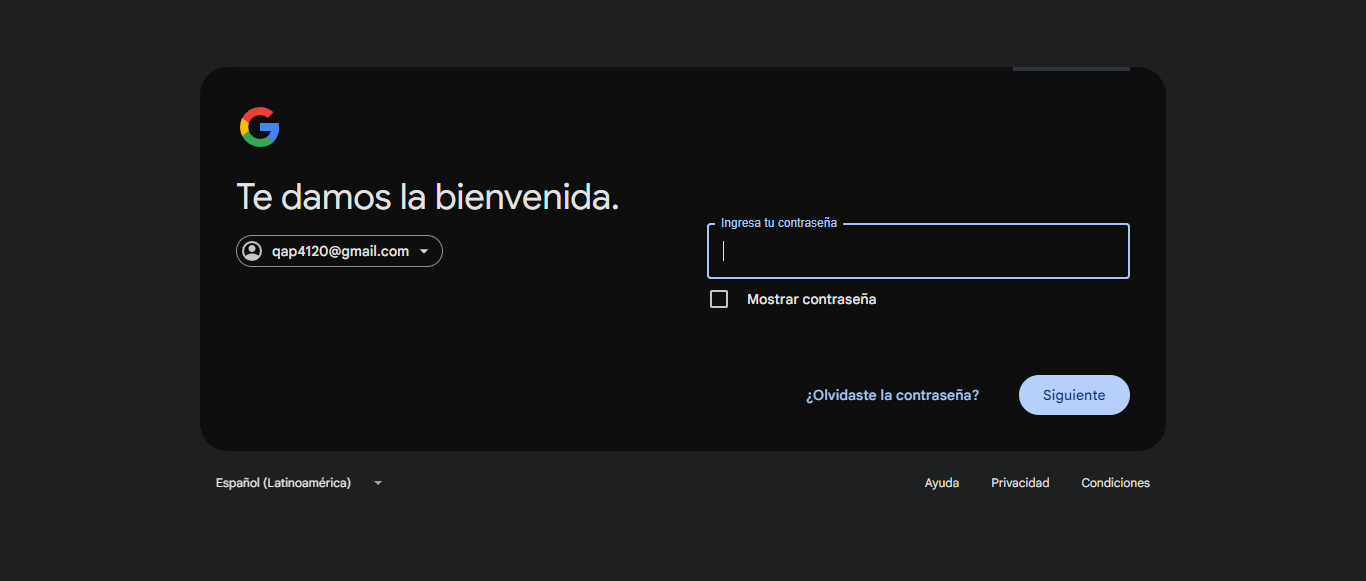 Te damos la bienvenida.
qap4120@gmail.com
Ingresa tu contraseña
Mostrar contraseña
¿Olvidaste la contraseña?
Siguiente
Español (Latinoamérica)
Ayuda
Privacidad
Condiciones